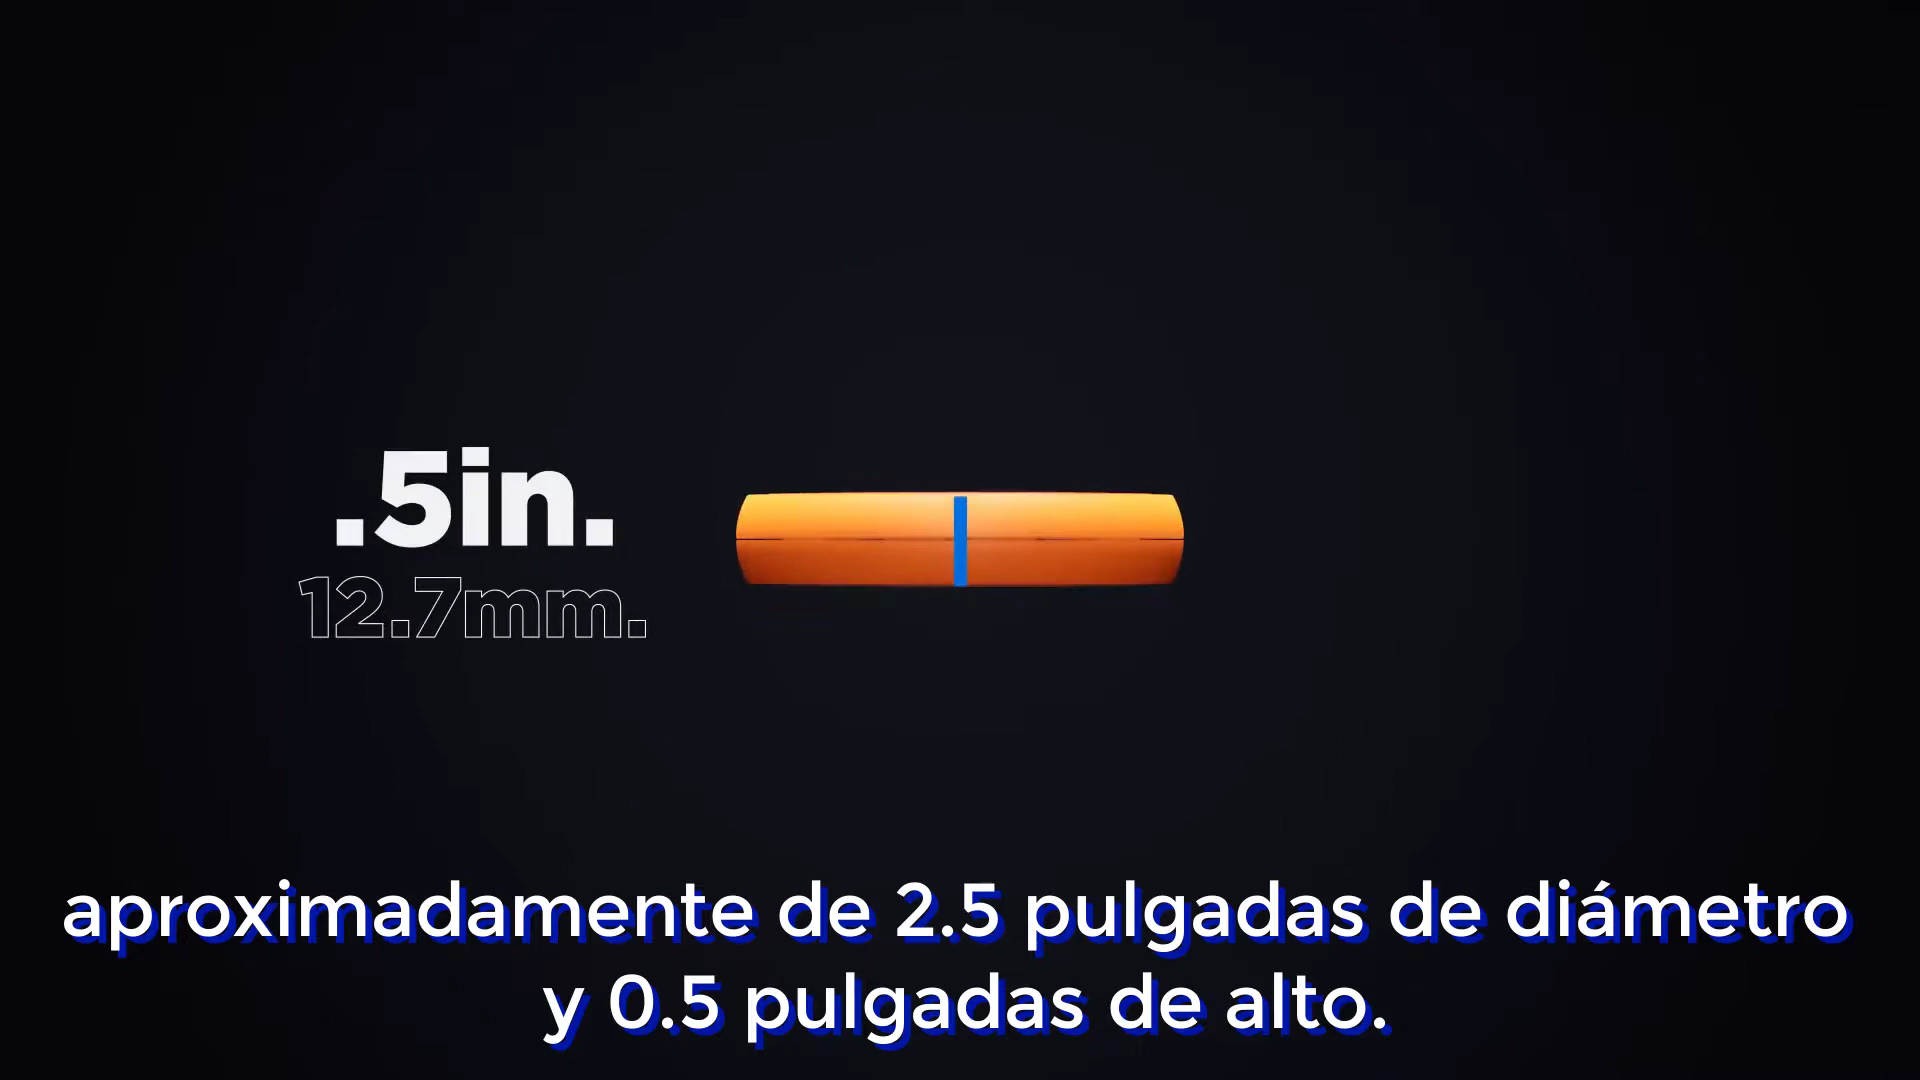 .5in.
12.7mm.
aproximadamente de 2.5 pulgadas de diámetro
y 0.5 pulgadas de alto.